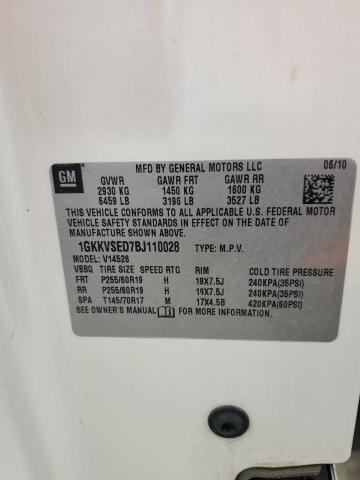 MFD BY GENERAL MOTORS LLC 06/10
GM
GVWR GAWR FRT GAWR RR
2930 KG 1450 KG 1600 KG
6459 LB 3196 LB 3527 LB
THIS VEHICLE CONFORMS TO ALL APPLICABLE U.S. FEDERAL MOTOR
VEHICLE SAFETY STANDARDS IN EFFECT ON THE DATE OF
MANUFACTURE SHOWN ABOVE.
1GKKVSED7BJ110028 TYPE: M.P.V.
MODEL: V14526
VBBQ TIRE SIZE SPEED RTG RIM COLD TIRE PRESSURE
FRT P255/60R19 H 19X7.5J 240KPA(35PSI)
RR P255/60R19 H 19X7.5J 240KPA(35PSI)
SPA T145/70R17 M 17X4.5B 420KPA(60PSI)
SEE OWNER'S MANUAL FOR MORE INFORMATION.